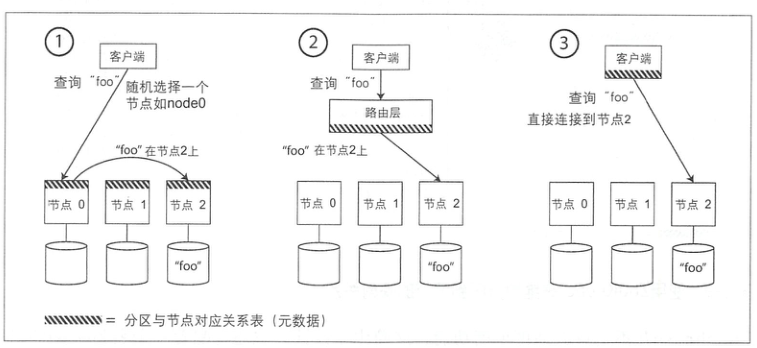 1
客户端
查询 “foo”
随机选择一个
节点如node0
“foo” 在节点2上
节点 0
节点 1
节点 2
“foo”
2
客户端
查询 “foo”
路由层
“foo” 在节点2上
节点 0
节点 1
节点 2
“foo”
3
客户端
查询 “foo”
直接连接到节点2
节点 0
节点 1
节点 2
“foo”
= 分区与节点对应关系表 (元数据)